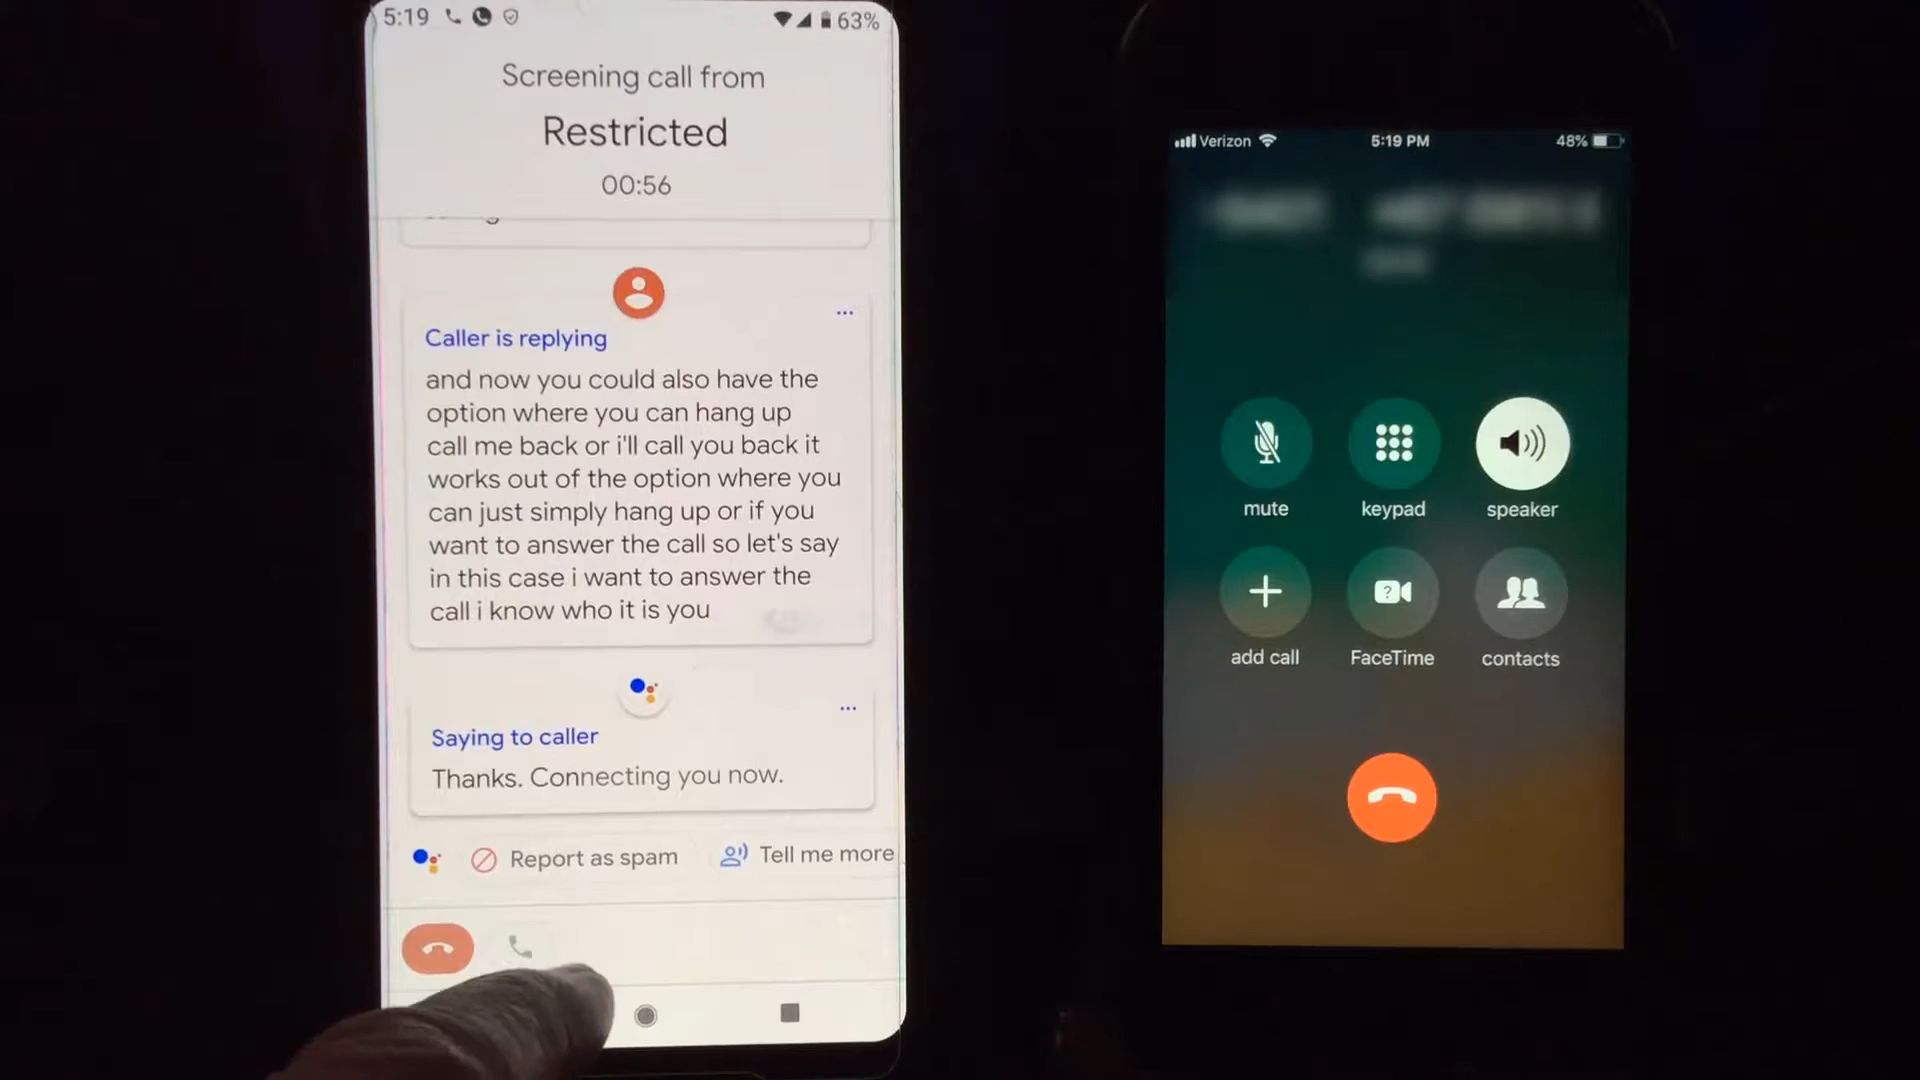 5:19
63%
Screening call from
Restricted
00:56
Caller is replying
and now you could also have the
option where you can hang up
call me back or i'll call you back it
works out of the option where you
can just simply hang up or if you
want to answer the call so let's say
in this case i want to answer the
call i know who it is you
Saying to caller
Thanks. Connecting you now.
Report as spam
Tell me more
Verizon
5:19 PM
48%
mute
keypad
speaker
add call
FaceTime
contacts